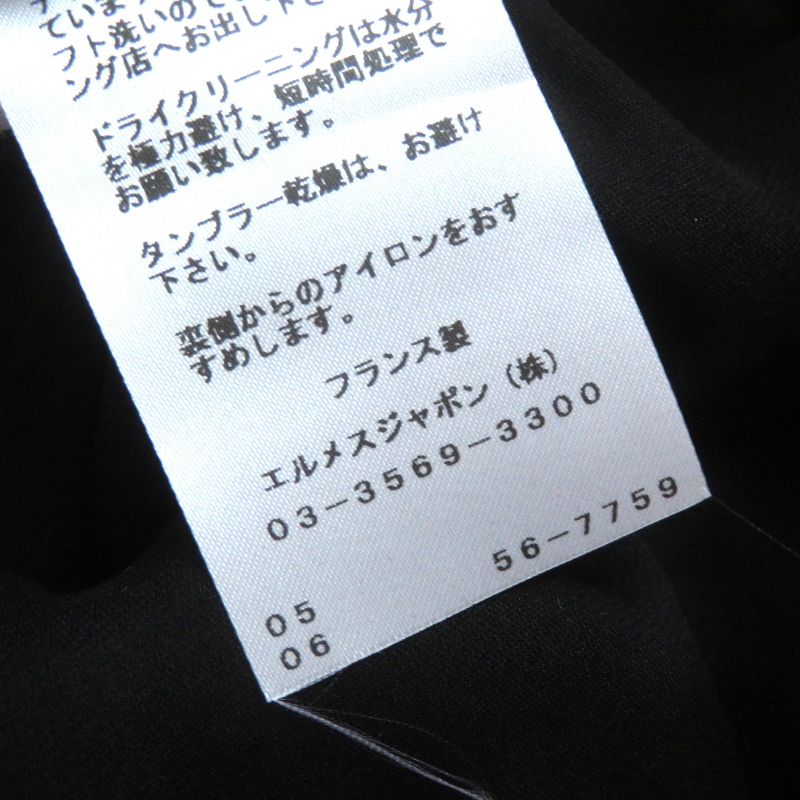 ていま
フト洗いので
ング店へお出し下さ
ドライクリーニングは水分
を極力避け、短時間処理で
お願い致します。
タンブラー乾燥は、お避け
下さい。
裏側からのアイロンをおす
すめします。
フランス製
エルメスジャポン（株）
03-3569-3300
56-7759
05
06